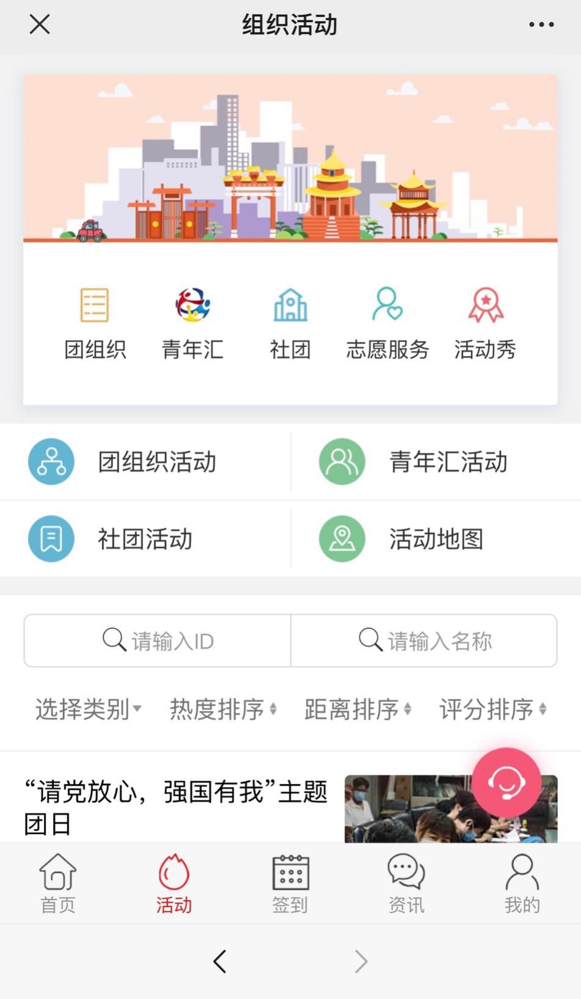 组织活动
团组织 青年汇 社团 志愿服务 活动秀
团组织活动 青年汇活动
社团活动 活动地图
请输入ID 请输入名称
选择类别 热度排序 距离排序 评分排序
“请党放心，强国有我”主题
团日
首页 活动 签到 资讯 我的